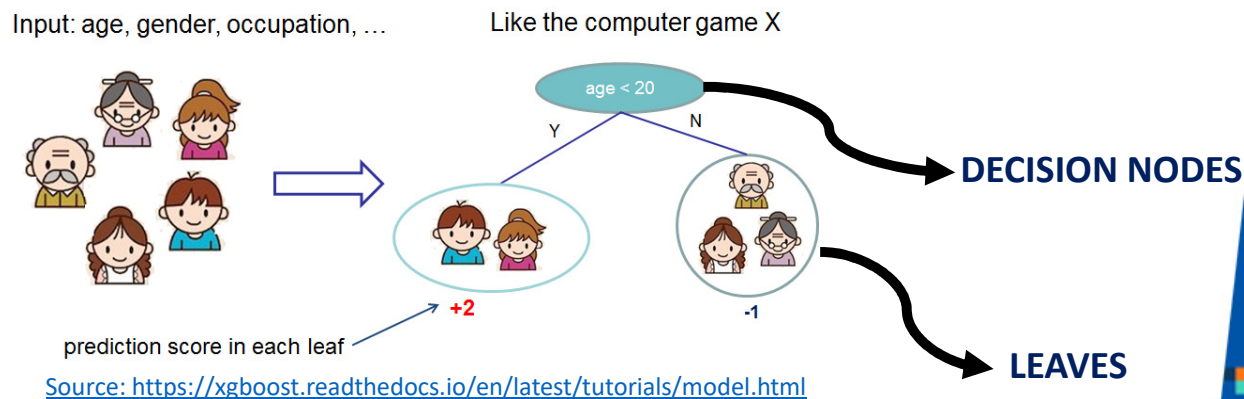 Input: age, gender, occupation, …
Like the computer game X
age < 20
Y
N
DECISION NODES
+2
-1
prediction score in each leaf
LEAVES
Source: https://xgboost.readthedocs.io/en/latest/tutorials/model.html